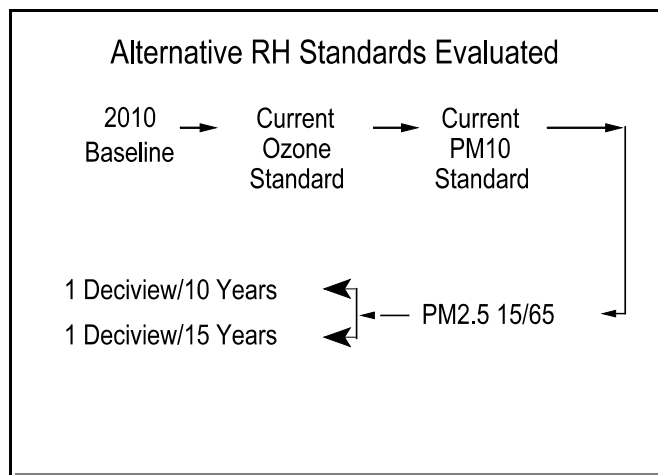 Alternative RH Standards Evaluated
2010
Baseline
Current
Ozone
Standard
Current
PM10
Standard
PM2.5 15/65
1 Deciview/10 Years
1 Deciview/15 Years